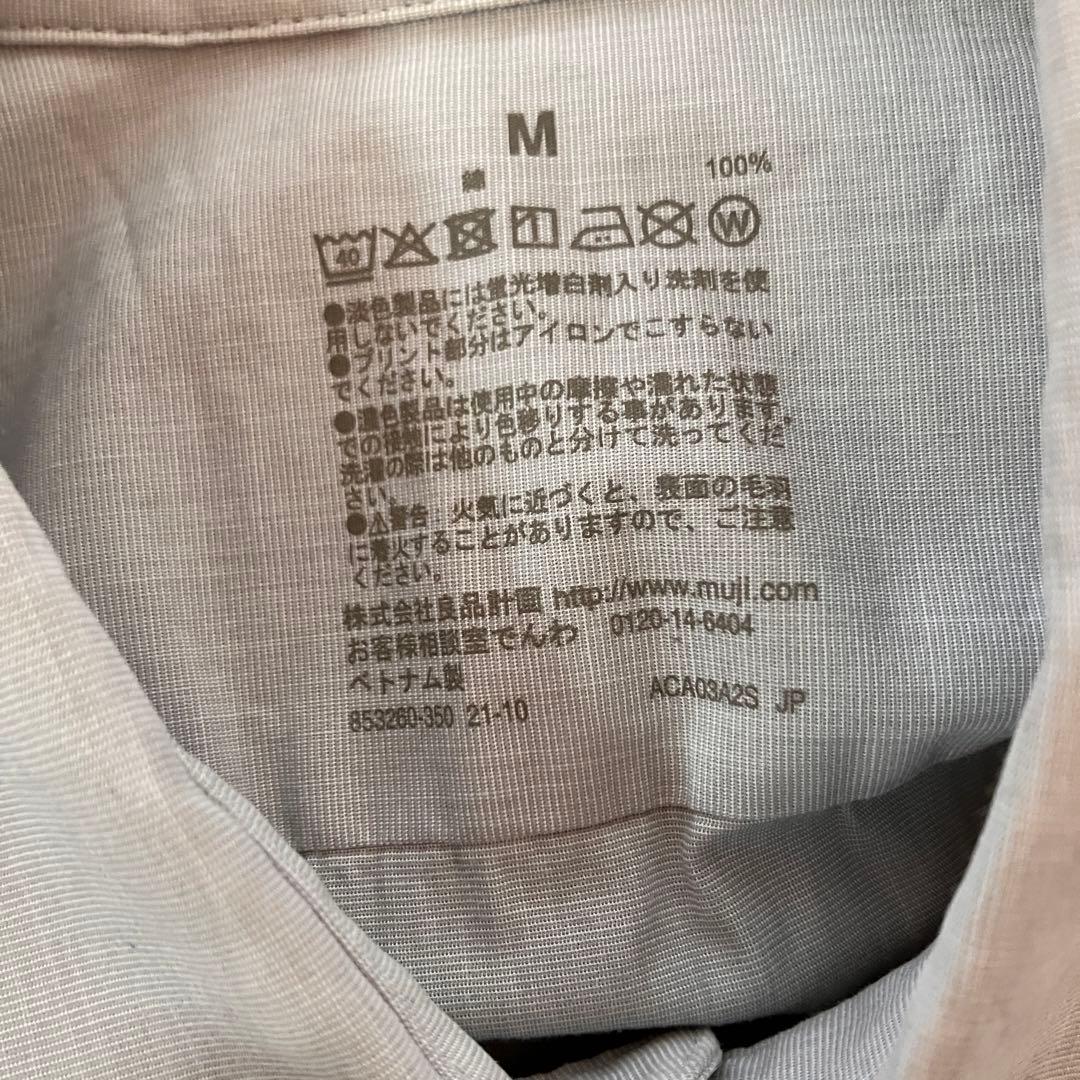 M
綿 100%
40 W
●淡色製品には蛍光増白剤入り洗剤を使
用しないでください。
●プリント部分はアイロンでこすらない
でください。
●濃色製品は使用中の摩擦や濡れた状態
での接触により色移りする事があります。
洗濯の際は他のものと分けて洗ってくだ
さい。
●⚠警告：火気に近づくと、表面の毛羽
に着火することがありますので、ご注意
ください。
株式会社良品計画 http://www.muji.com
お客様相談室でんわ 0120-14-6404
ベトナム製
853260-350 21-10 ACA03A2S JP